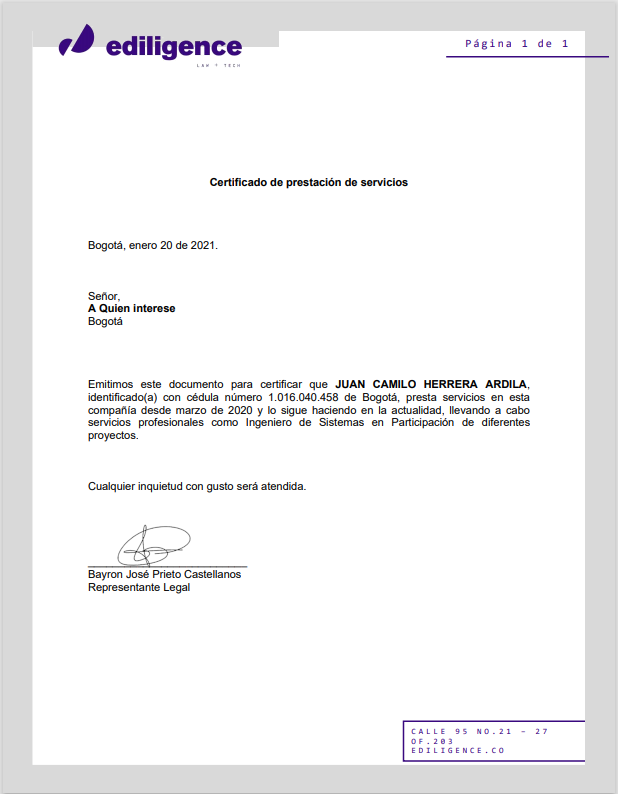 ediligence
LAW + TECH
Página 1 de 1
Certificado de prestación de servicios
Bogotá, enero 20 de 2021.
Señor,
A Quien interese
Bogotá
Emitimos este documento para certificar que JUAN CAMILO HERRERA ARDILA,
identificado(a) con cédula número 1.016.040.458 de Bogotá, presta servicios en esta
compañía desde marzo de 2020 y lo sigue haciendo en la actualidad, llevando a cabo
servicios profesionales como Ingeniero de Sistemas en Participación de diferentes
proyectos.
Cualquier inquietud con gusto será atendida.
Bayron José Prieto Castellanos
Representante Legal
CALLE 95 NO.21 – 27
OF.203
EDILIGENCE.CO